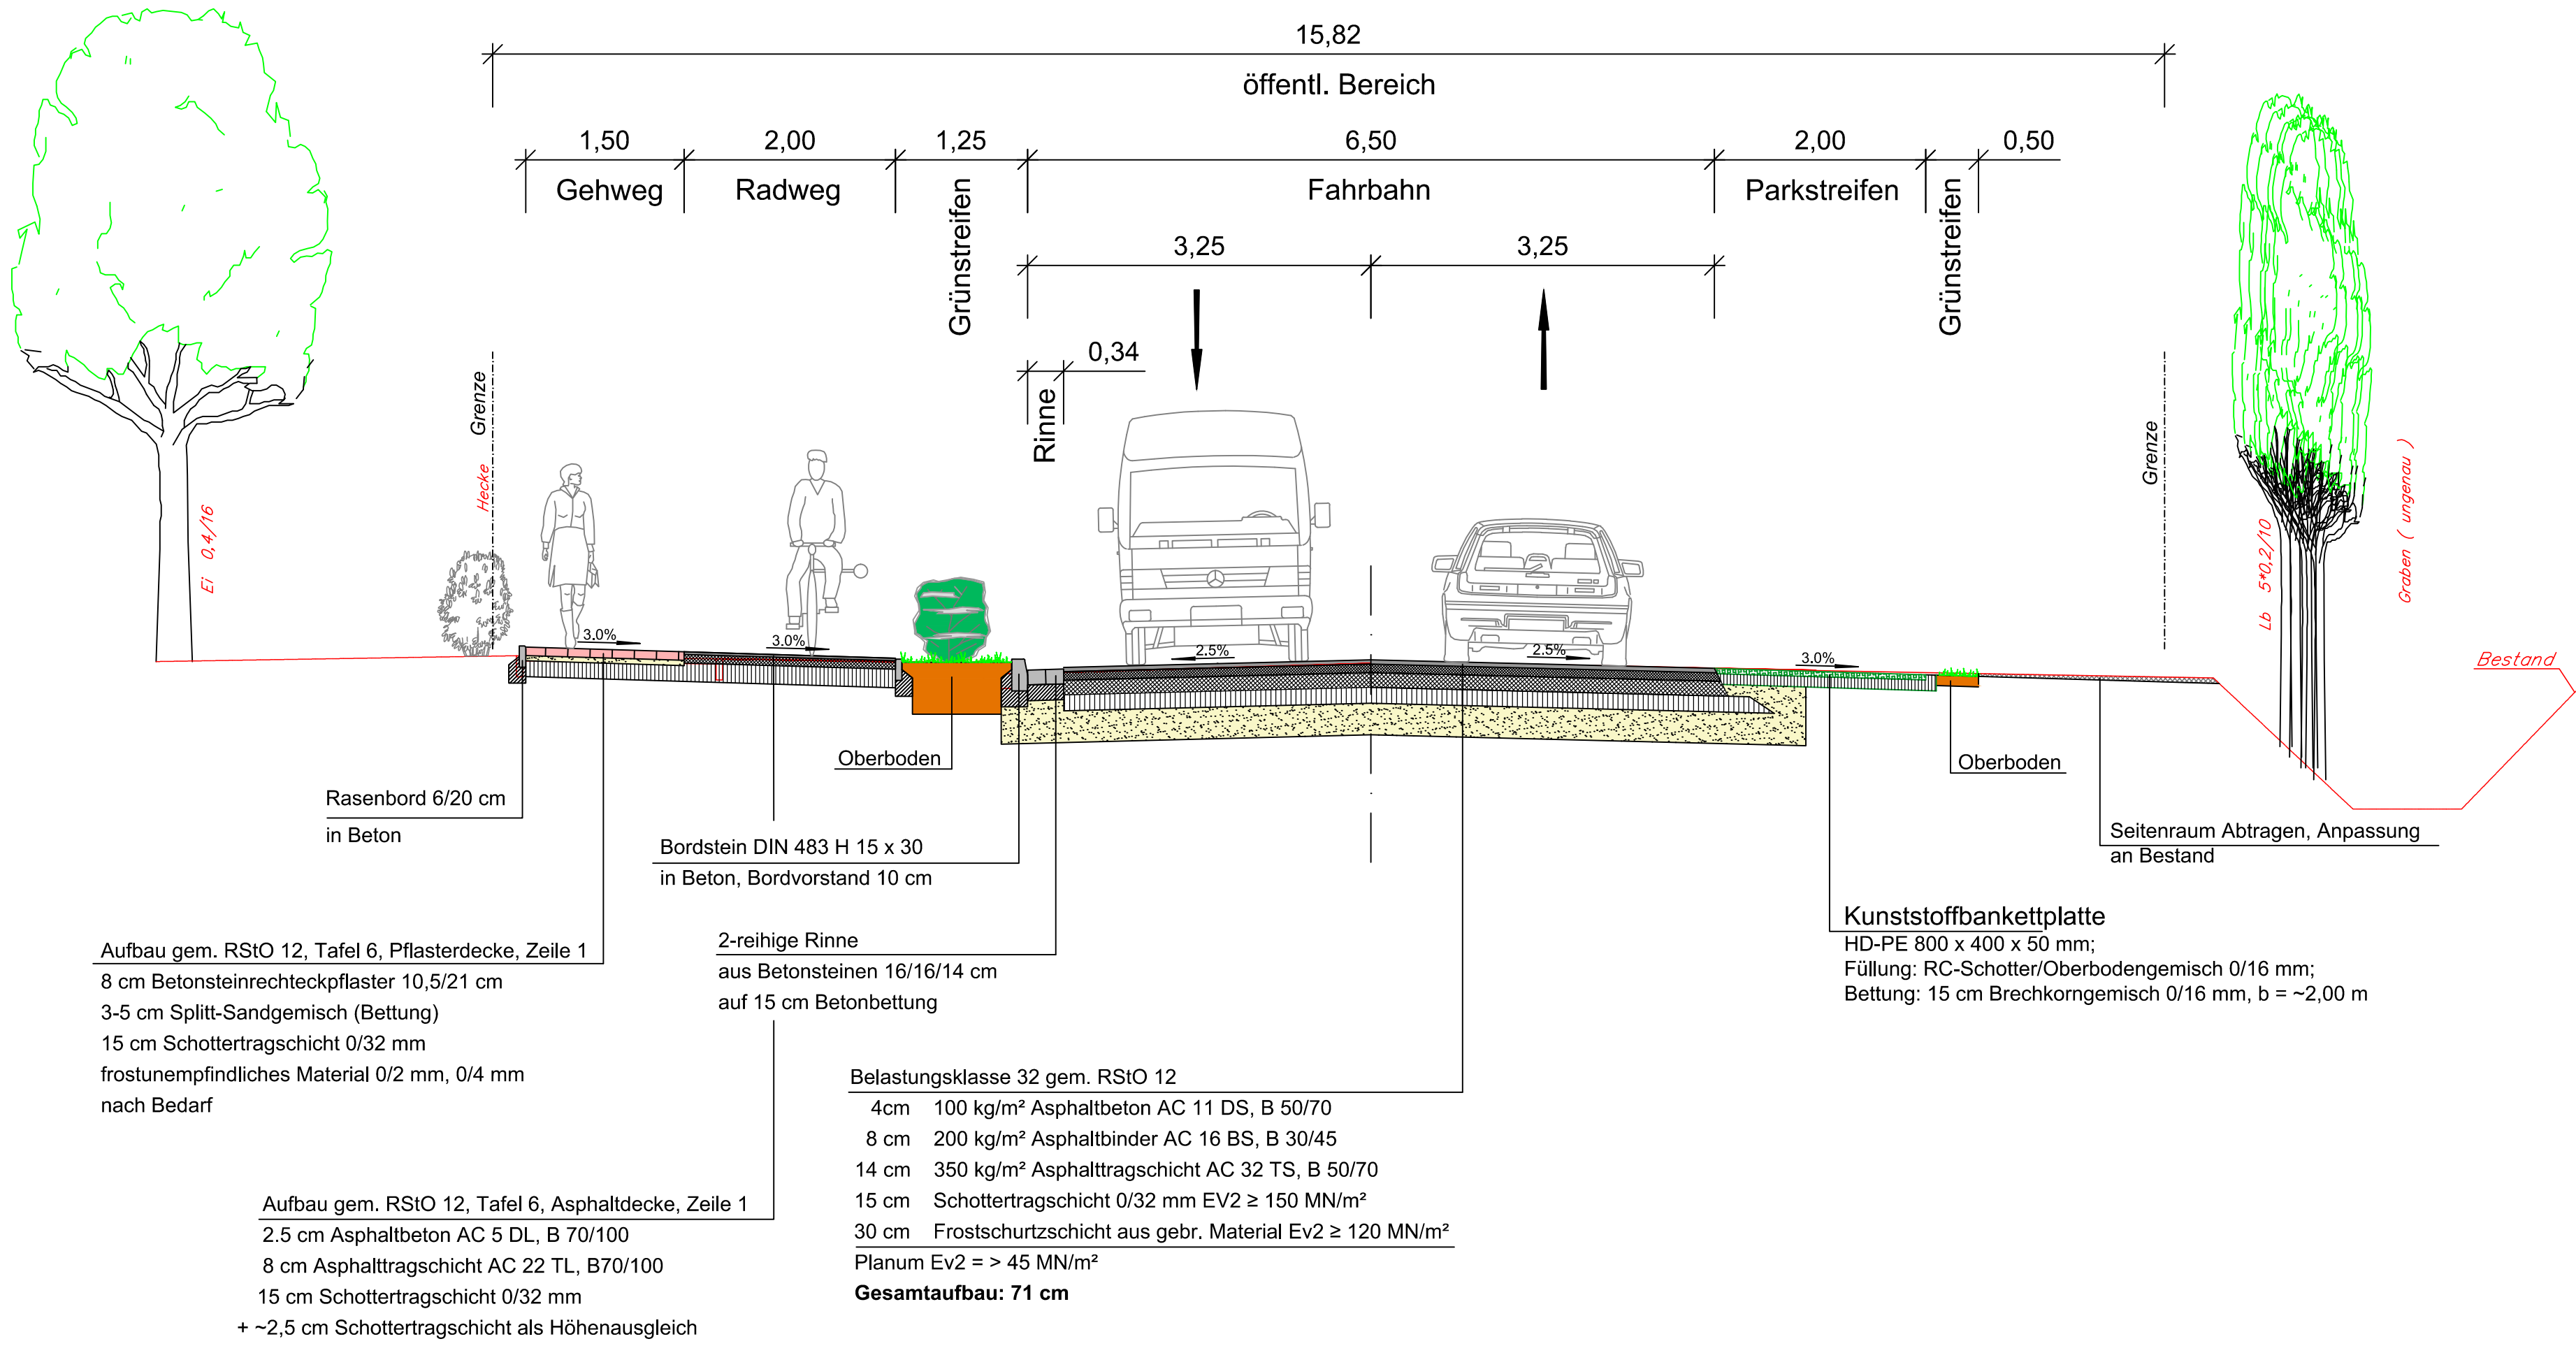 15,82
öffentl. Bereich
1,50
2,00
1,25
6,50
2,00
0,50
Gehweg
Radweg
Grünstreifen
Fahrbahn
Parkstreifen
Grünstreifen
3,25
3,25
0,34
Rinne
Grenze
Hecke
Grenze
Ei 0,4/16
Lb 5*0,2/10
Graben ( ungenau )
3.0%
3.0%
2.5%
2.5%
3.0%
Bestand
Oberboden
Oberboden
Rasenbord 6/20 cm
in Beton
Bordstein DIN 483 H 15 x 30
in Beton, Bordvorstand 10 cm
Seitenraum Abtragen, Anpassung
an Bestand
Kunststoffbankettplatte
HD-PE 800 x 400 x 50 mm;
Füllung: RC-Schotter/Oberbodengemisch 0/16 mm;
Bettung: 15 cm Brechkorngemisch 0/16 mm, b = ~2,00 m
Aufbau gem. RStO 12, Tafel 6, Pflasterdecke, Zeile 1
8 cm Betonsteinrechteckpflaster 10,5/21 cm
3-5 cm Splitt-Sandgemisch (Bettung)
15 cm Schottertragschicht 0/32 mm
frostunempfindliches Material 0/2 mm, 0/4 mm
nach Bedarf
2-reihige Rinne
aus Betonsteinen 16/16/14 cm
auf 15 cm Betonbettung
Belastungsklasse 32 gem. RStO 12
4cm 100 kg/m² Asphaltbeton AC 11 DS, B 50/70
8 cm 200 kg/m² Asphaltbinder AC 16 BS, B 30/45
14 cm 350 kg/m² Asphalttragschicht AC 32 TS, B 50/70
15 cm Schottertragschicht 0/32 mm EV2 ≥ 150 MN/m²
30 cm Frostschurtzschicht aus gebr. Material Ev2 ≥ 120 MN/m²
Planum Ev2 = > 45 MN/m²
Gesamtaufbau: 71 cm
Aufbau gem. RStO 12, Tafel 6, Asphaltdecke, Zeile 1
2.5 cm Asphaltbeton AC 5 DL, B 70/100
8 cm Asphalttragschicht AC 22 TL, B70/100
15 cm Schottertragschicht 0/32 mm
+ ~2,5 cm Schottertragschicht als Höhenausgleich